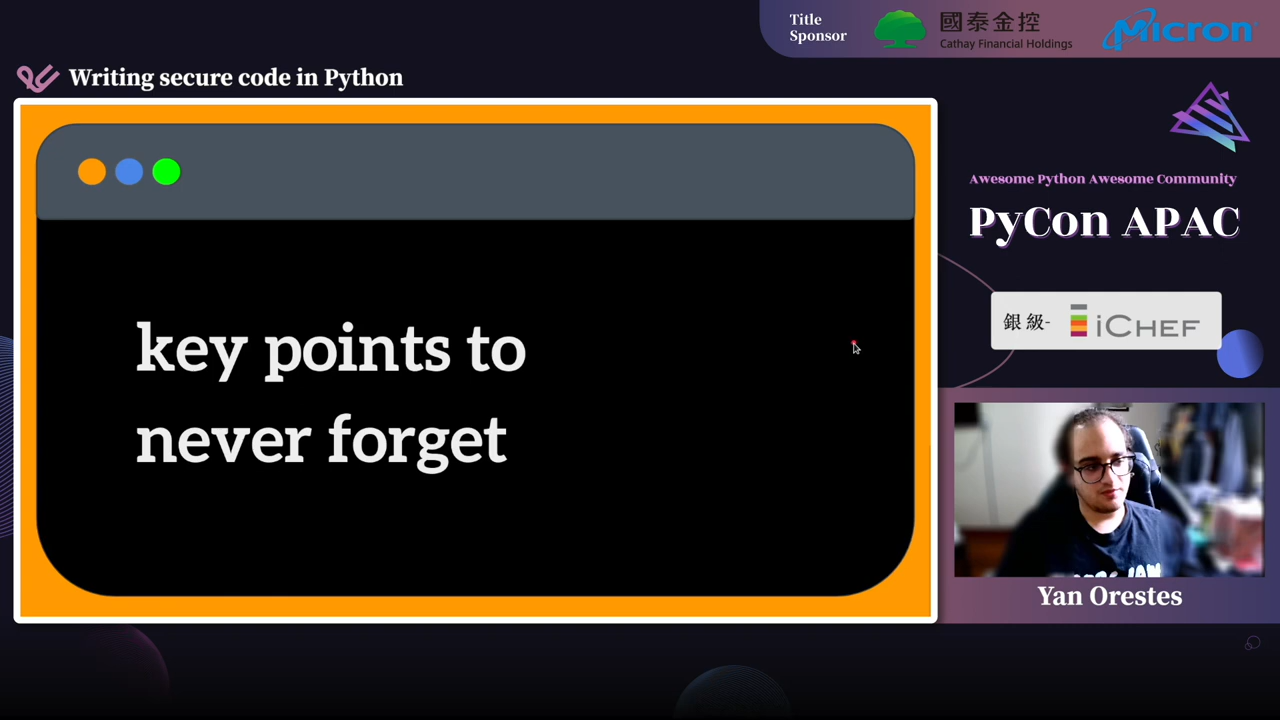 Title
Sponsor
國泰金控
Cathay Financial Holdings
Micron
Writing secure code in Python
Awesome Python Awesome Community
PyCon APAC
銀級- iCHEF
key points to
never forget
Yan Orestes